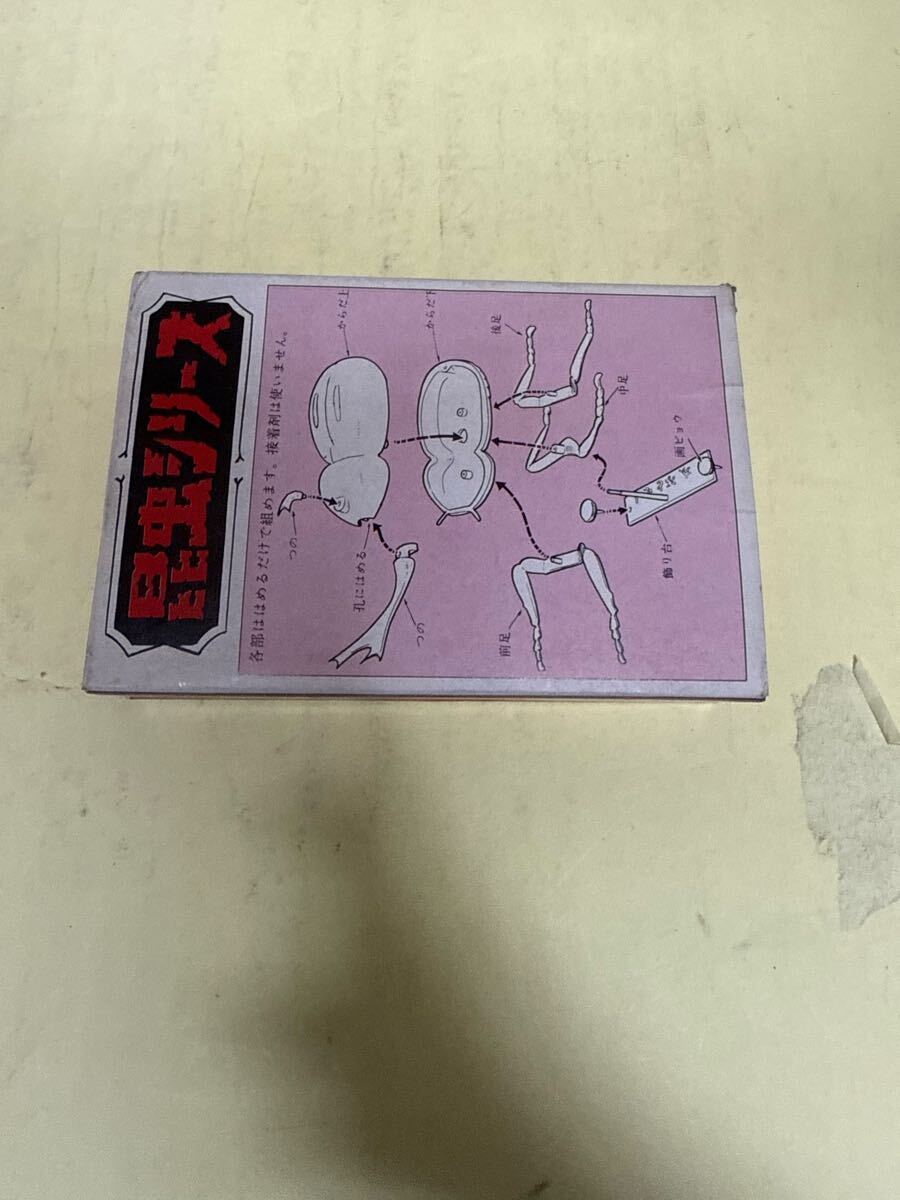 昆虫シリーズ
各部ははめるだけで組めます。接着剤は使いません。
からだ上
からだ下
後足
中足
つの
孔にはめる
つの
前足
画ビョウ
飾り台